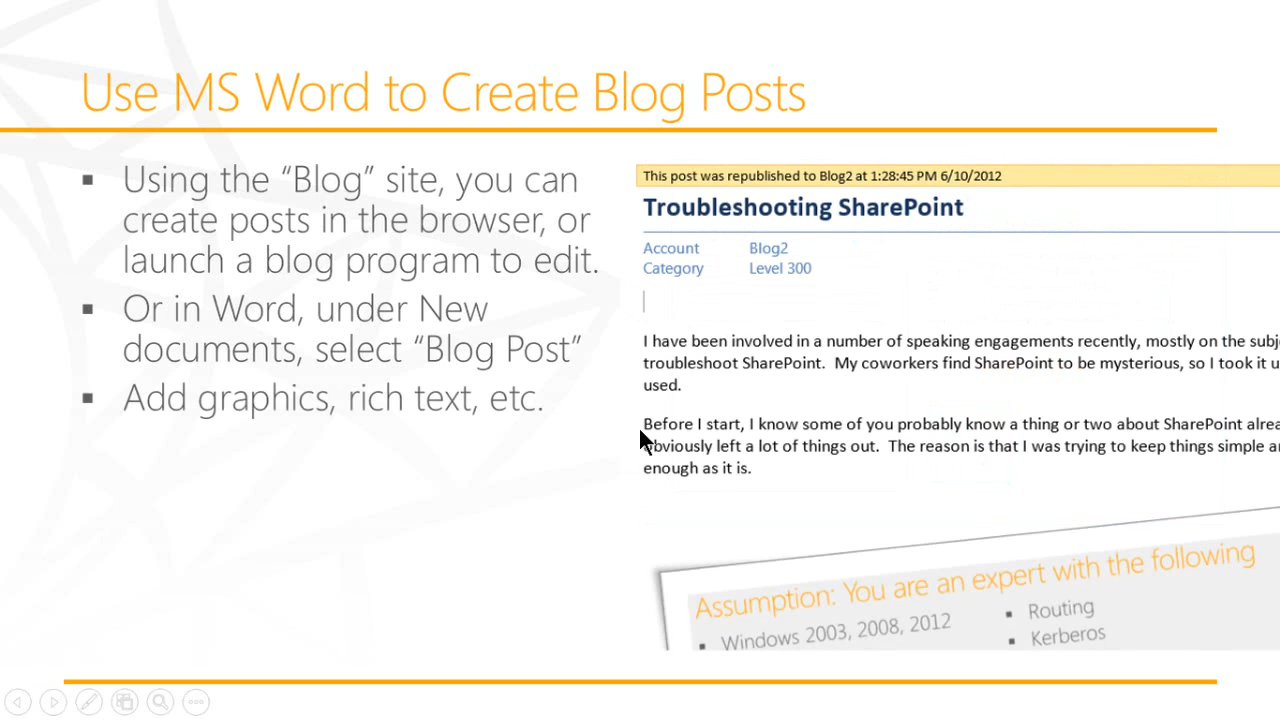 Use MS Word to Create Blog Posts
▪ Using the “Blog” site, you can
create posts in the browser, or
launch a blog program to edit.
▪ Or in Word, under New
documents, select “Blog Post”
▪ Add graphics, rich text, etc.
This post was republished to Blog2 at 1:28:45 PM 6/10/2012
Troubleshooting SharePoint
Account Blog2
Category Level 300
I have been involved in a number of speaking engagements recently, mostly on the
troubleshoot SharePoint. My coworkers find SharePoint to be mysterious, so I took it
used.
Before I start, I know some of you probably know a thing or two about SharePoint
obviously left a lot of things out. The reason is that I was trying to keep things simple
enough as it is.
Assumption: You are an expert with the following
▪ Windows 2003, 2008, 2012
▪ Routing
▪ Kerberos